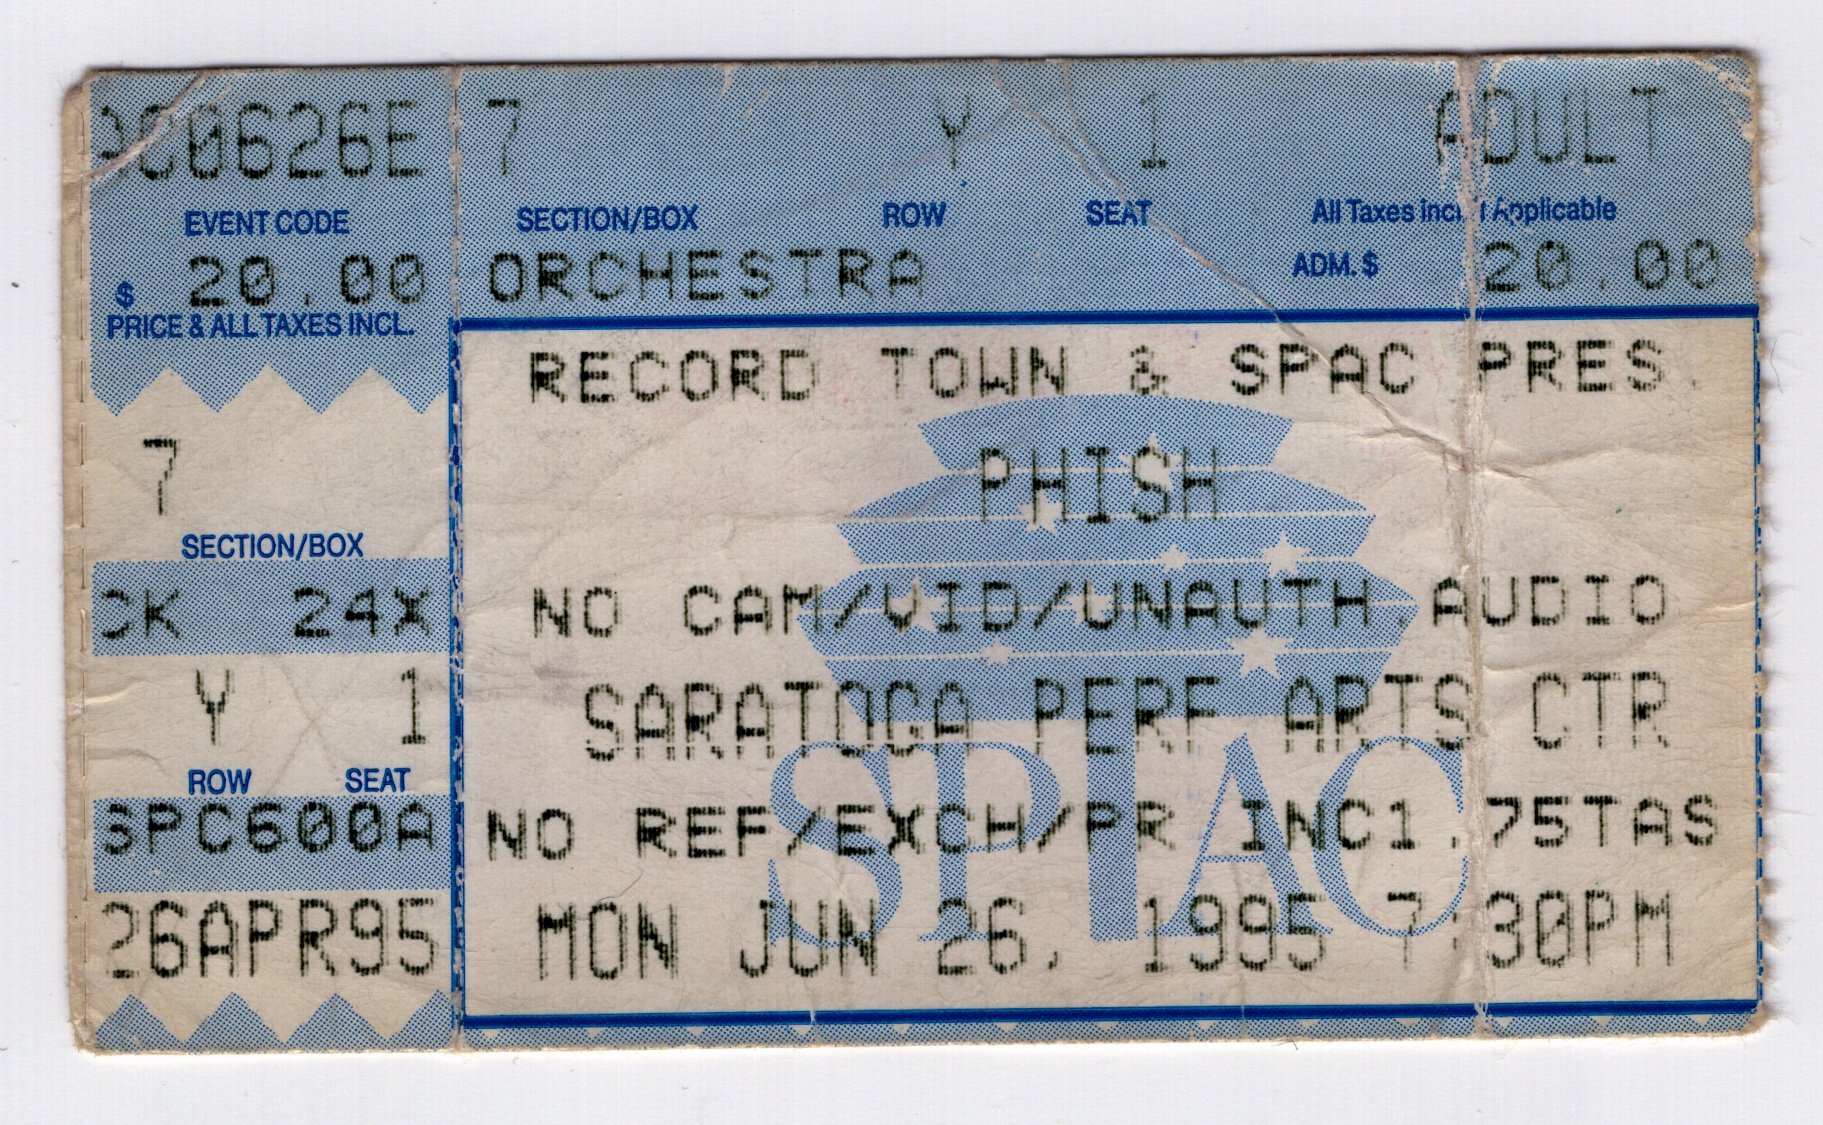 AC0626E
EVENT CODE
$ 20.00
PRICE & ALL TAXES INCL.
7
SECTION/BOX
CK 24X
Y 1
ROW SEAT
SPC600A
26APR95
7 Y 1 ADULT
SECTION/BOX ROW SEAT All Taxes Incl. if Applicable
ORCHESTRA ADM. $ 20.00
RECORD TOWN & SPAC PRES.
PHISH
NO CAM/VID/UNAUTH AUDIO
SARATOGA PERF ARTS CTR
NO REF/EXCH/PR INC1.75TAS
MON JUN 26, 1995 7:30PM
SPAC